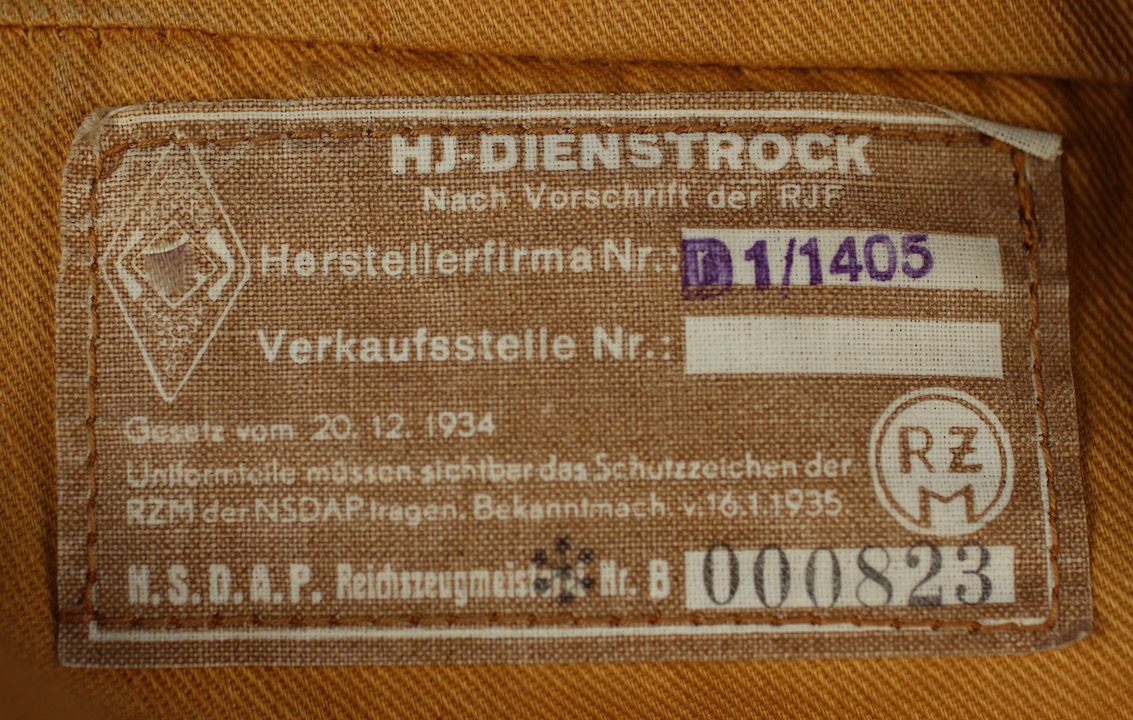 HJ-DIENSTROCK
Nach Vorschrift der RJF
Herstellerfirma Nr.: D 1/1405
Verkaufsstelle Nr.:
Gesetz vom 20. 12. 1934
Uniformteile müssen sichtbar das Schutzzeichen der
RZM der NSDAP tragen. Bekanntmach. v. 16.1.1935.
RZM
N.S.D.A.P. Reichszeugmeist Nr. B 000823